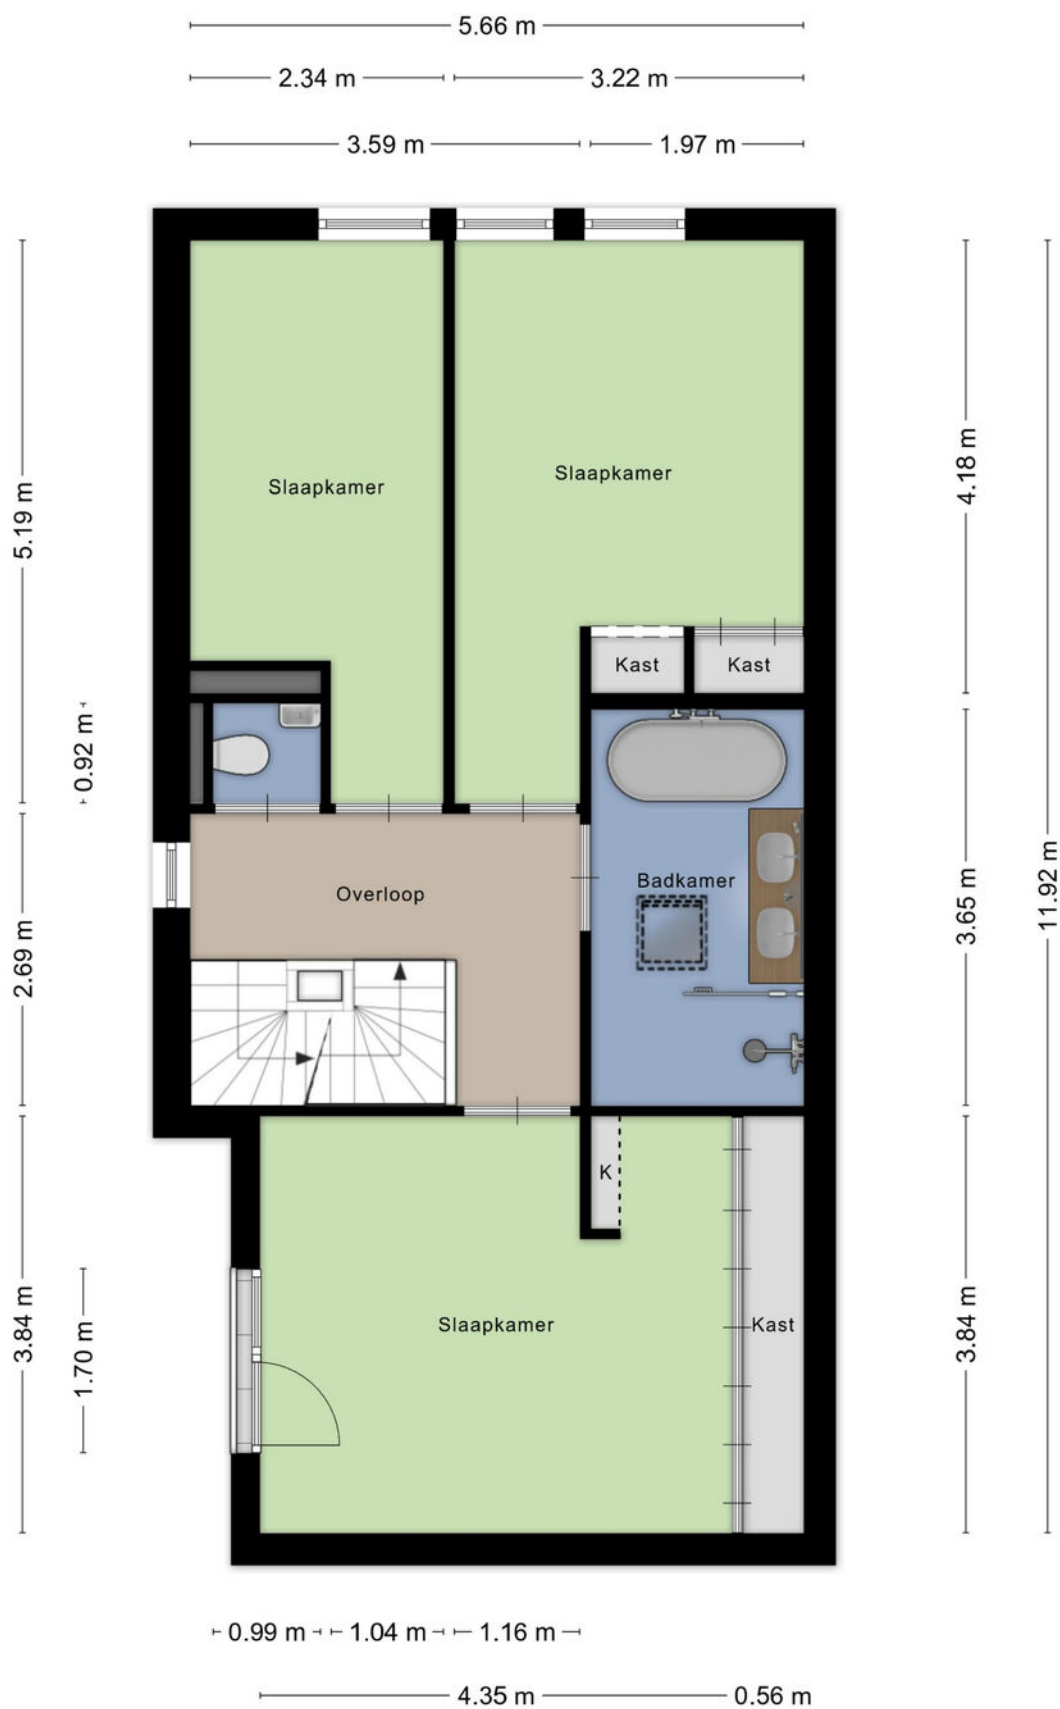 5.66 m
2.34 m
3.22 m
3.59 m
1.97 m
Slaapkamer
Slaapkamer
4.18 m
5.19 m
Kast
Kast
0.92 m
Overloop
Badkamer
2.69 m
3.65 m
11.92 m
K
3.84 m
1.70 m
Slaapkamer
Kast
3.84 m
0.99 m
1.04 m
1.16 m
4.35 m
0.56 m